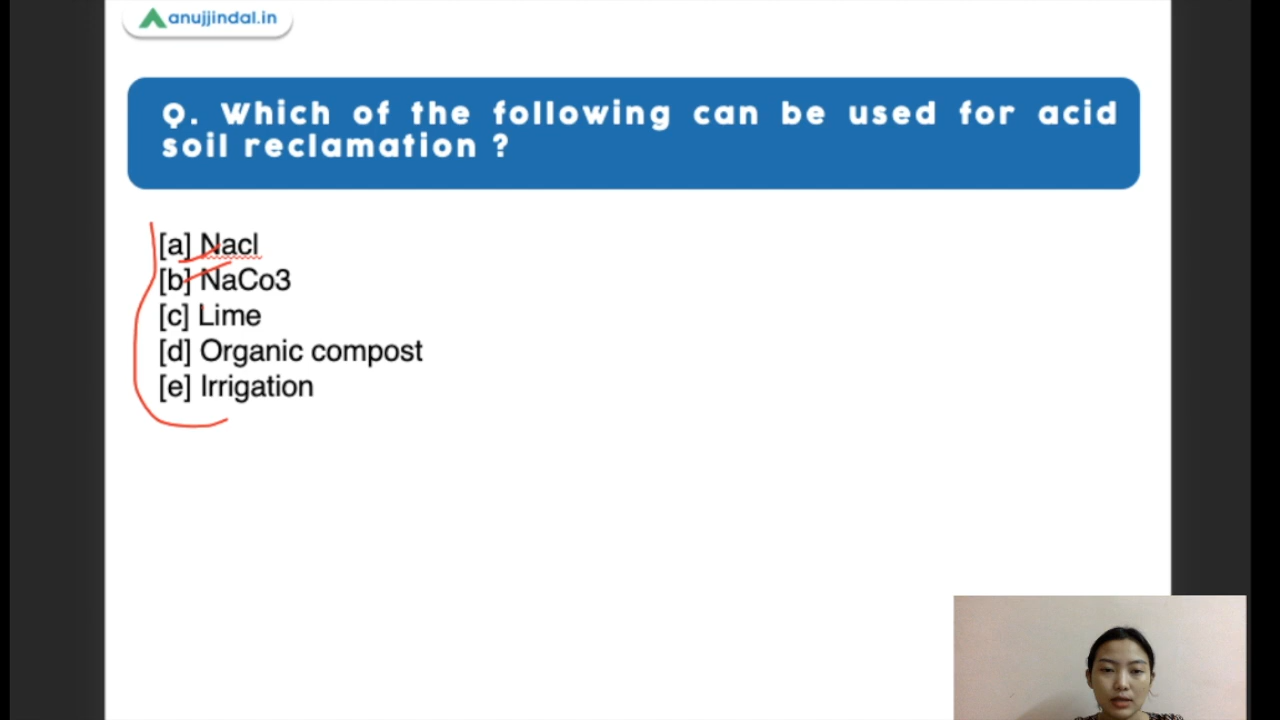 anujjindal.in
Q. Which of the following can be used for acid
soil reclamation ?
[a] Nacl
[b] NaCo3
[c] Lime
[d] Organic compost
[e] Irrigation